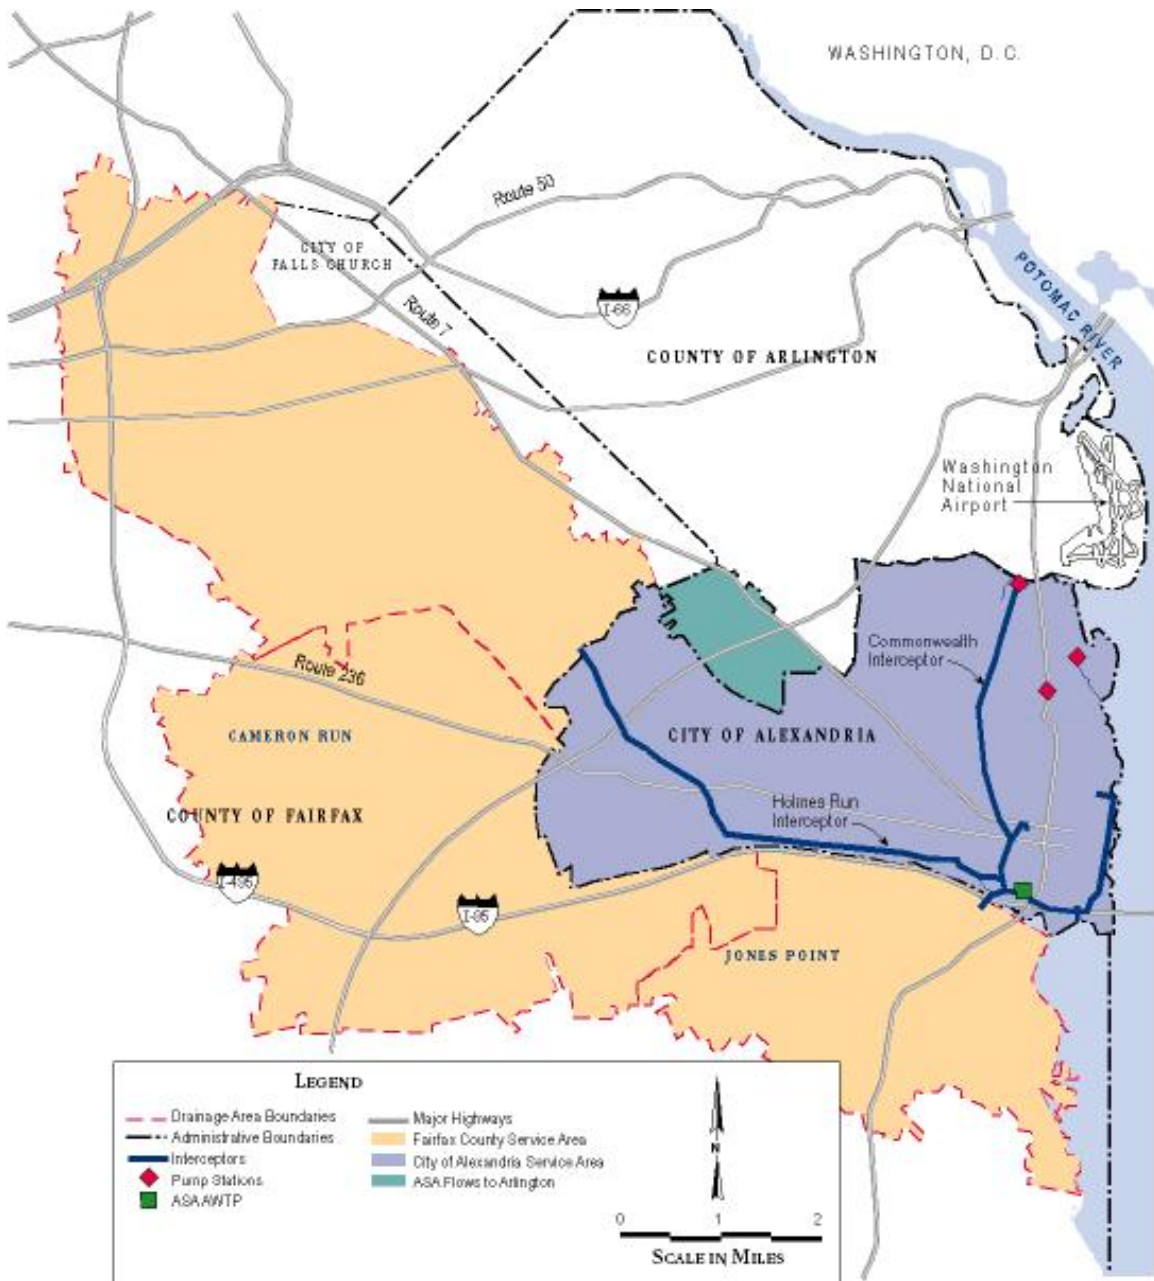 WASHINGTON, D.C.
Route 50
CITY OF
FALLS CHURCH
POTOMAC RIVER
I-66
Route 7
COUNTY OF ARLINGTON
Washington
National
Airport
Commonwealth
Interceptor
Route 236
CAMERON RUN
CITY OF ALEXANDRIA
COUNTY OF FAIRFAX
Holmes Run
Interceptor
I-495
I-95
JONES POINT
LEGEND
Drainage Area Boundaries
Administrative Boundaries
Interceptors
Pump Stations
ASA AWTP
Major Highways
Fairfax County Service Area
City of Alexandria Service Area
ASA Flows to Arlington
N
0 1 2
SCALE IN MILES